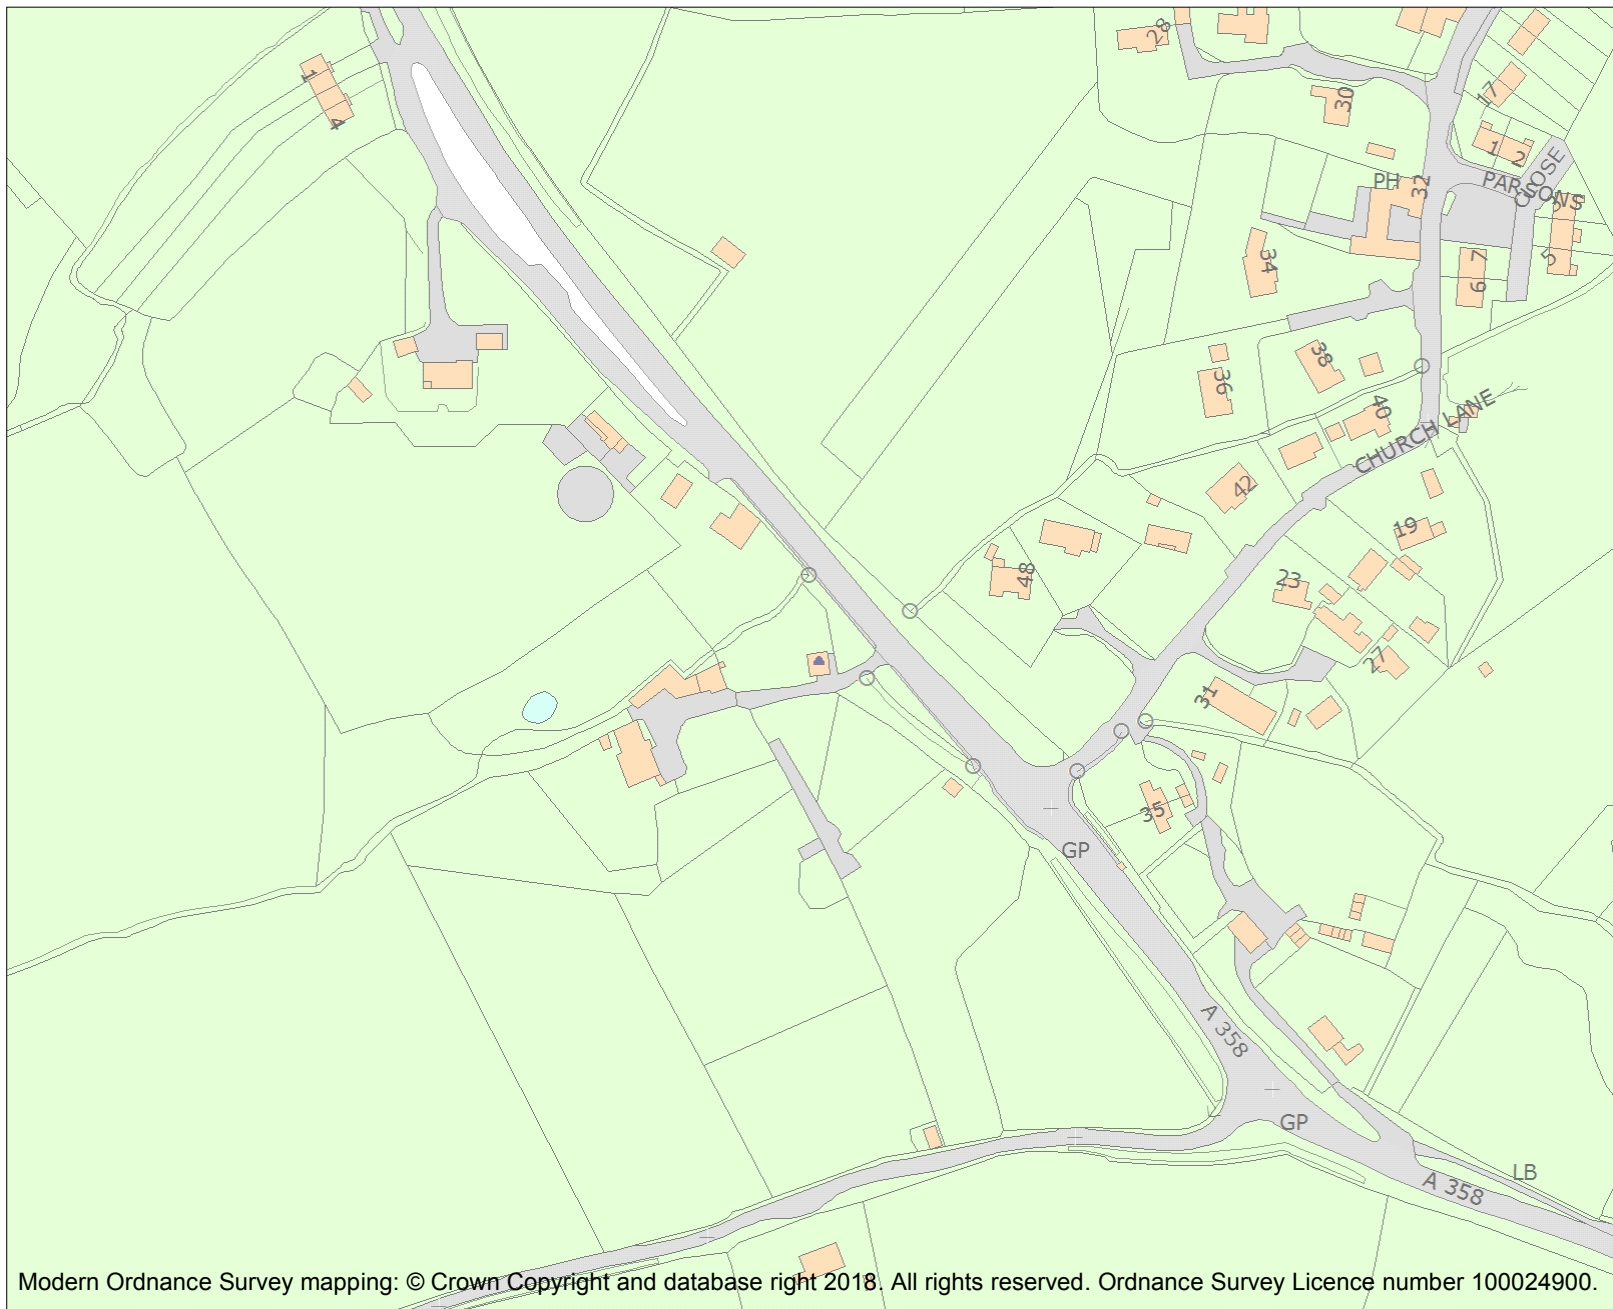 28
30
17
1
4
1 2
CLOSE
PARSONS
PH
32
3
5
34
7
6
38
36
40
CHURCH LANE
42
19
48
23
27
31
35
GP
A 358
GP
LB
A 358
Modern Ordnance Survey mapping: © Crown Copyright and database right 2018. All rights reserved. Ordnance Survey Licence number 100024900.